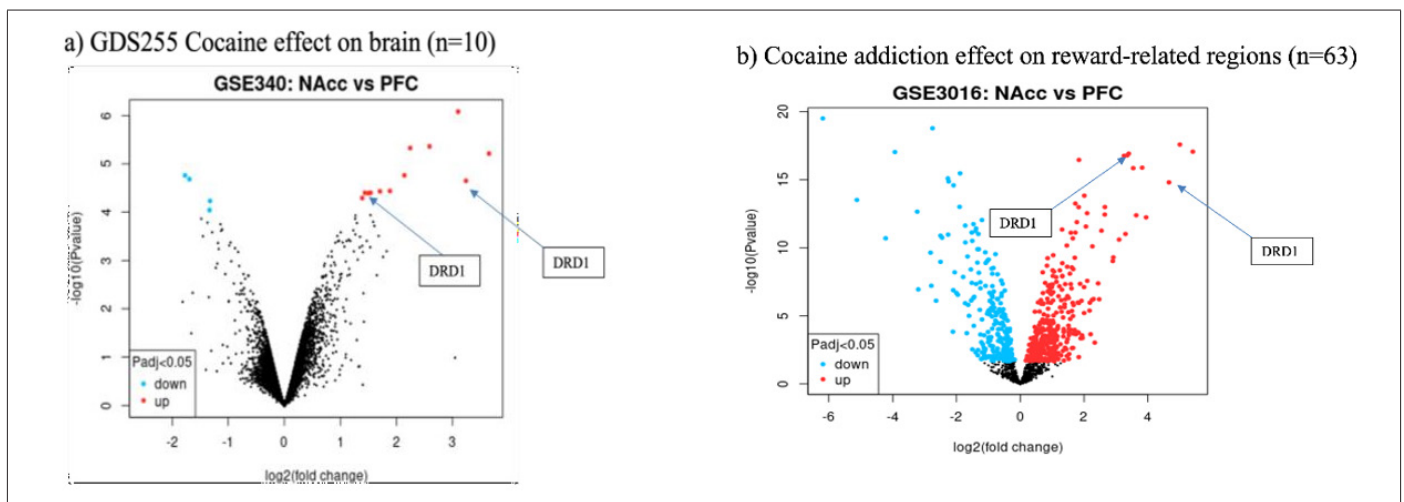 a) GDS255 Cocaine effect on brain (n=10)
GSE340: NAcc vs PFC
-log10(Pvalue)
6
5
4
3
2
1
0
DRD1
DRD1
Padj<0.05
down
up
-2 -1 0 1 2 3
log2(fold change)
b) Cocaine addiction effect on reward-related regions (n=63)
GSE3016: NAcc vs PFC
-log10(Pvalue)
20
15
10
5
0
DRD1
DRD1
Padj<0.05
down
up
-6 -4 -2 0 2 4
log2(fold change)